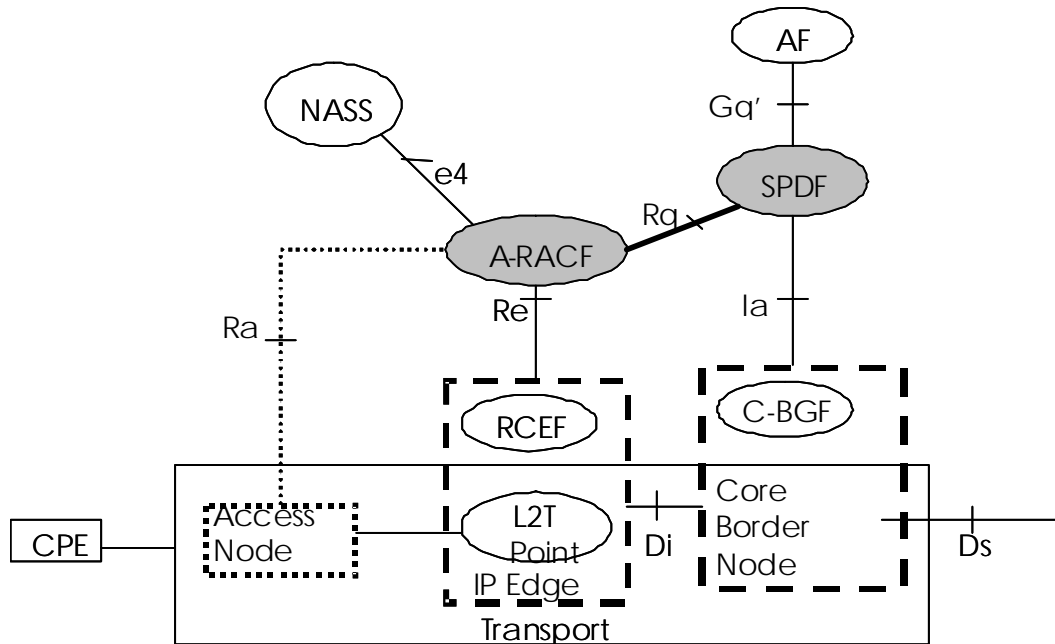 AF
NASS
Gq’
e4
SPDF
Rq
A-RACF
Re
Ia
Ra
RCEF
C-BGF
CPE
Access
Node
L2T
Point
IP Edge
Di
Core
Border
Node
Ds
Transport